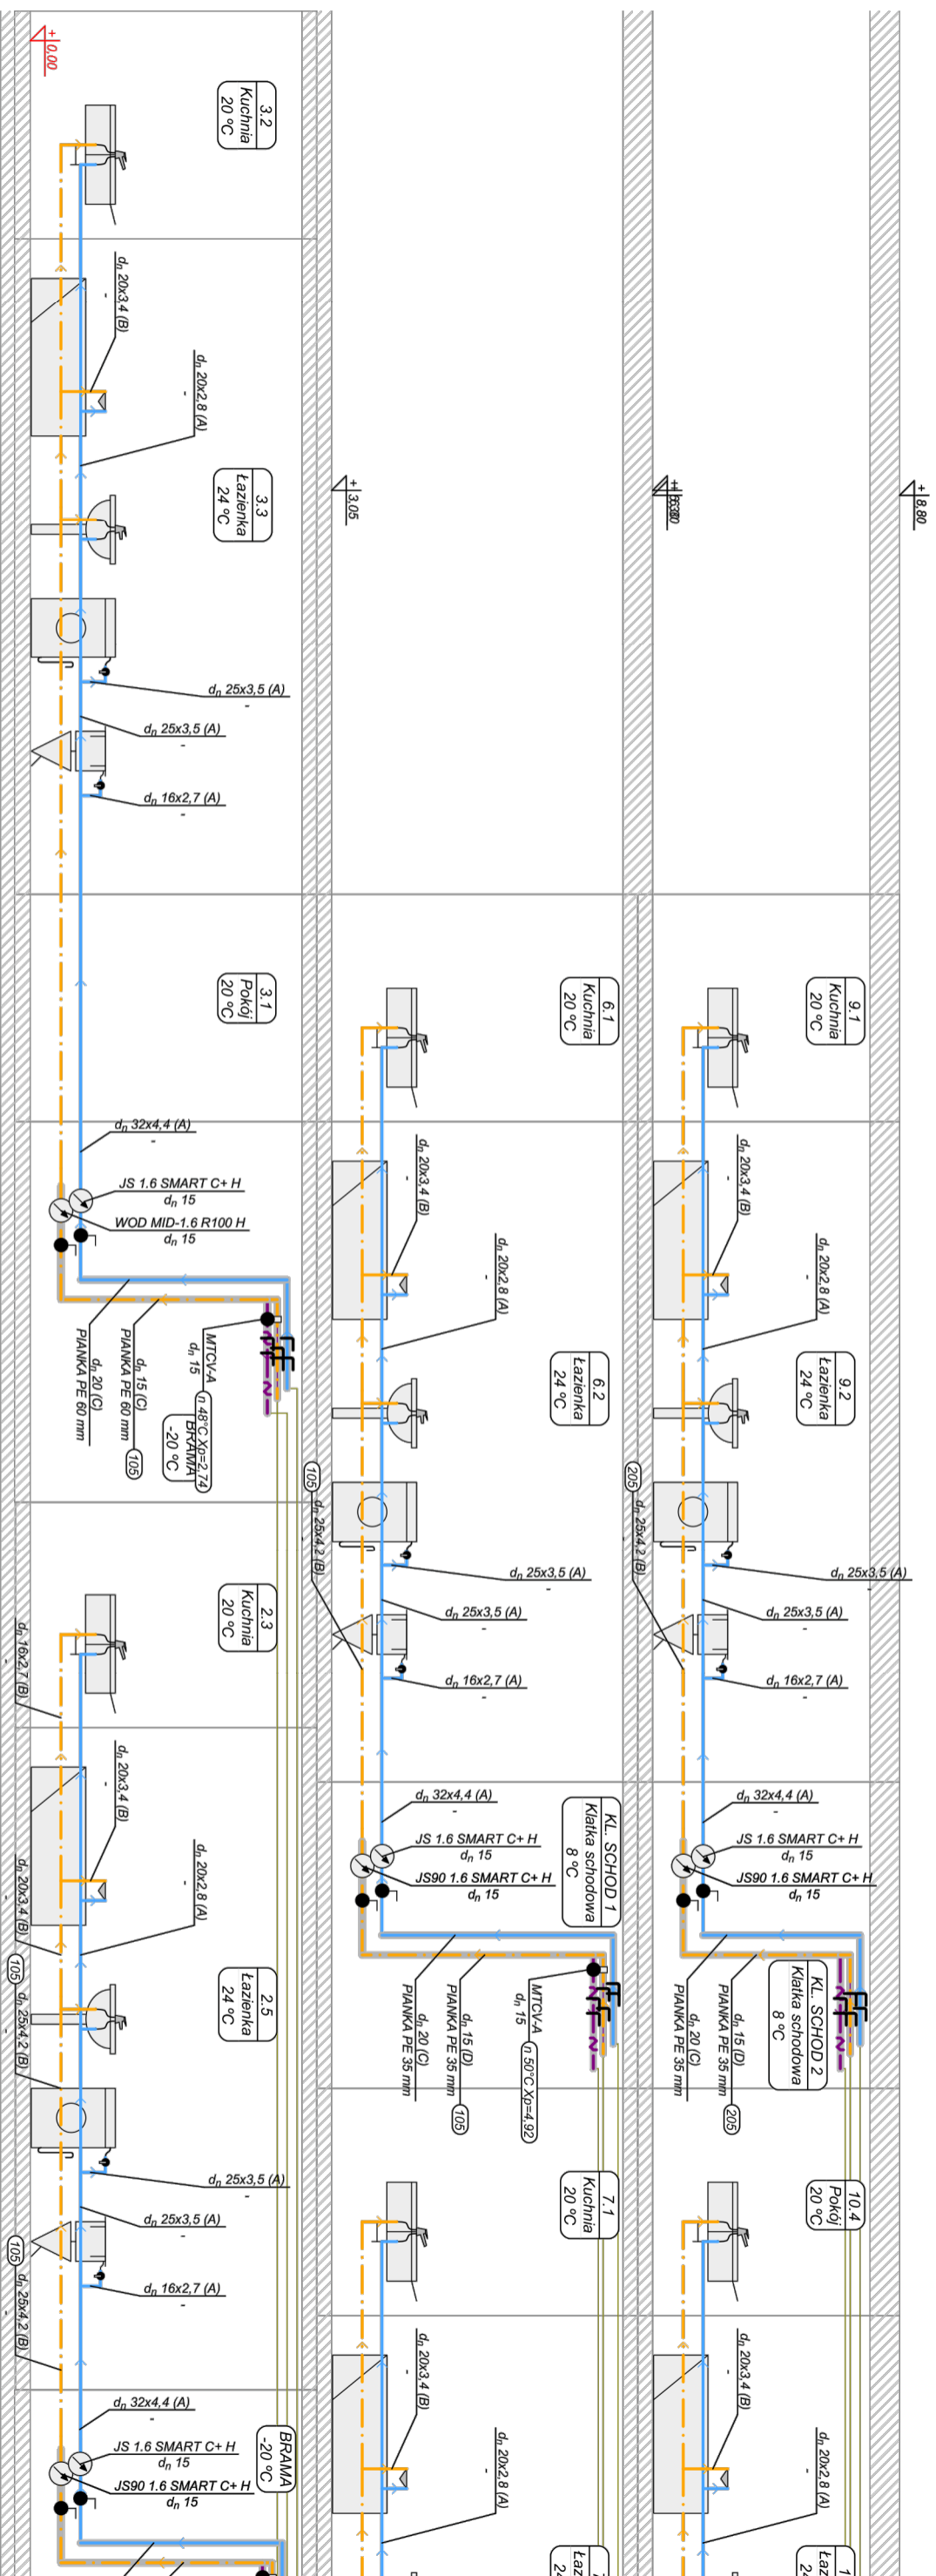 + 0,00
3.2
Kuchnia
20 °C
dn 20x3,4 (B)
-
dn 20x2,8 (A)
-
3.3
Łazienka
24 °C
dn 25x3,5 (A)
-
dn 25x3,5 (A)
-
dn 16x2,7 (A)
-
3.1
Pokój
20 °C
dn 32x4,4 (A)
-
JS 1.6 SMART C+ H
dn 15
WOD MID-1.6 R100 H
dn 15
MTCV-A
dn 15
n 48°C Xp=2,74
dn 15 (C)
PIANKA PE 60 mm
105
dn 20 (C)
PIANKA PE 60 mm
BRAMA
-20 °C
2.3
Kuchnia
20 °C
dn 16x2,7 (B)
-
dn 20x3,4 (B)
-
dn 20x2,8 (A)
-
dn 20x3,4 (B)
-
2.5
Łazienka
24 °C
105
dn 25x4,2 (B)
-
dn 25x3,5 (A)
-
dn 25x3,5 (A)
-
dn 16x2,7 (A)
-
105
dn 25x4,2 (B)
-
dn 32x4,4 (A)
-
BRAMA
-20 °C
JS 1.6 SMART C+ H
dn 15
JS90 1.6 SMART C+ H
dn 15
+ 3,05
6.1
Kuchnia
20 °C
dn 20x3,4 (B)
-
dn 20x2,8 (A)
-
6.2
Łazienka
24 °C
105
dn 25x4,2 (B)
-
dn 25x3,5 (A)
-
dn 25x3,5 (A)
-
dn 16x2,7 (A)
-
dn 32x4,4 (A)
-
KL. SCHOD 1
Klatka schodowa
8 °C
JS 1.6 SMART C+ H
dn 15
JS90 1.6 SMART C+ H
dn 15
MTCV-A
dn 15
n 50°C Xp=4,92
dn 15 (D)
PIANKA PE 35 mm
105
dn 20 (C)
PIANKA PE 35 mm
7.1
Kuchnia
20 °C
dn 20x3,4 (B)
-
dn 20x2,8 (A)
-
+ 8,80
9.1
Kuchnia
20 °C
dn 20x3,4 (B)
-
dn 20x2,8 (A)
-
9.2
Łazienka
24 °C
205
dn 25x4,2 (B)
-
dn 25x3,5 (A)
-
dn 25x3,5 (A)
-
dn 16x2,7 (A)
-
dn 32x4,4 (A)
-
JS 1.6 SMART C+ H
dn 15
JS90 1.6 SMART C+ H
dn 15
KL. SCHOD 2
Klatka schodowa
8 °C
dn 15 (D)
PIANKA PE 35 mm
205
dn 20 (C)
PIANKA PE 35 mm
10.4
Pokój
20 °C
dn 20x3,4 (B)
-
dn 20x2,8 (A)
-